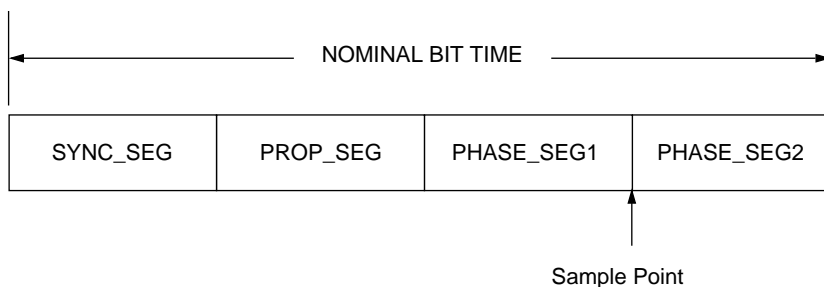 NOMINAL BIT TIME
SYNC_SEG PROP_SEG PHASE_SEG1 PHASE_SEG2
Sample Point